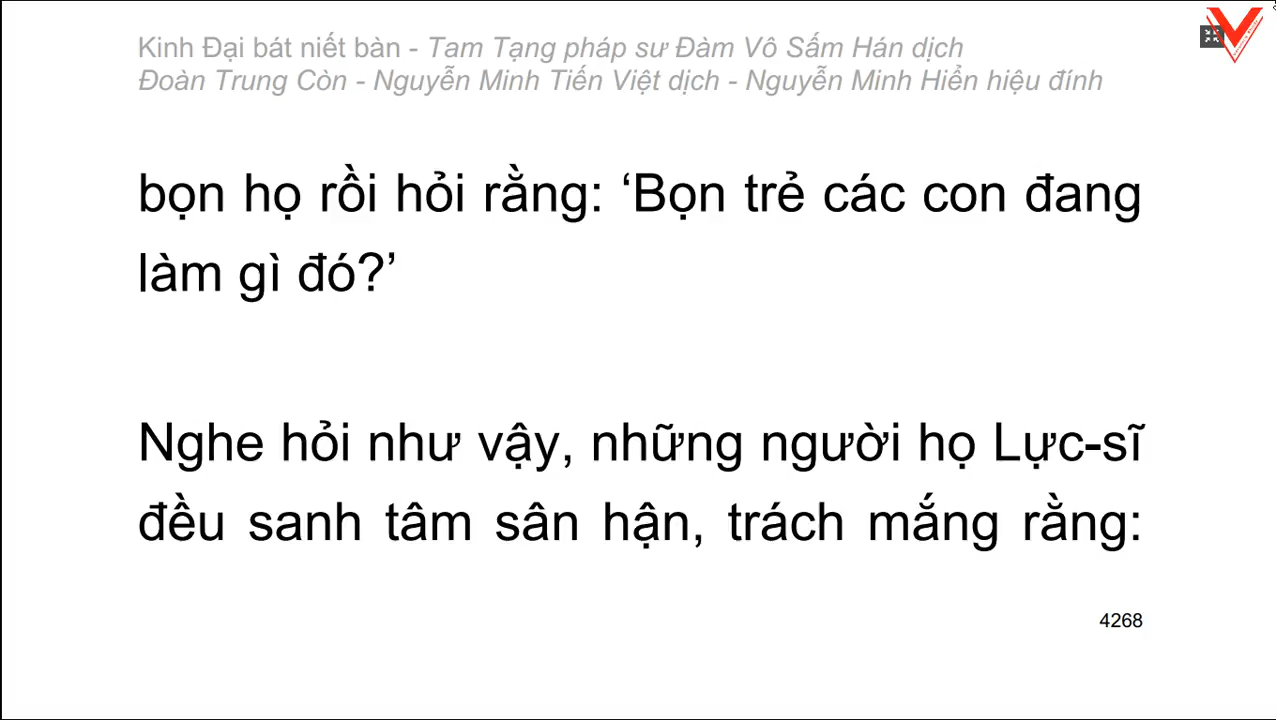 Kinh Đại bát niết bàn - Tam Tạng pháp sư Đàm Vô Sấm Hán dịch
Đoàn Trung Còn - Nguyễn Minh Tiến Việt dịch - Nguyễn Minh Hiển hiệu đính
bọn họ rồi hỏi rằng: ‘Bọn trẻ các con đang
làm gì đó?’
Nghe hỏi như vậy, những người họ Lực-sĩ
đều sanh tâm sân hận, trách mắng rằng:
4268